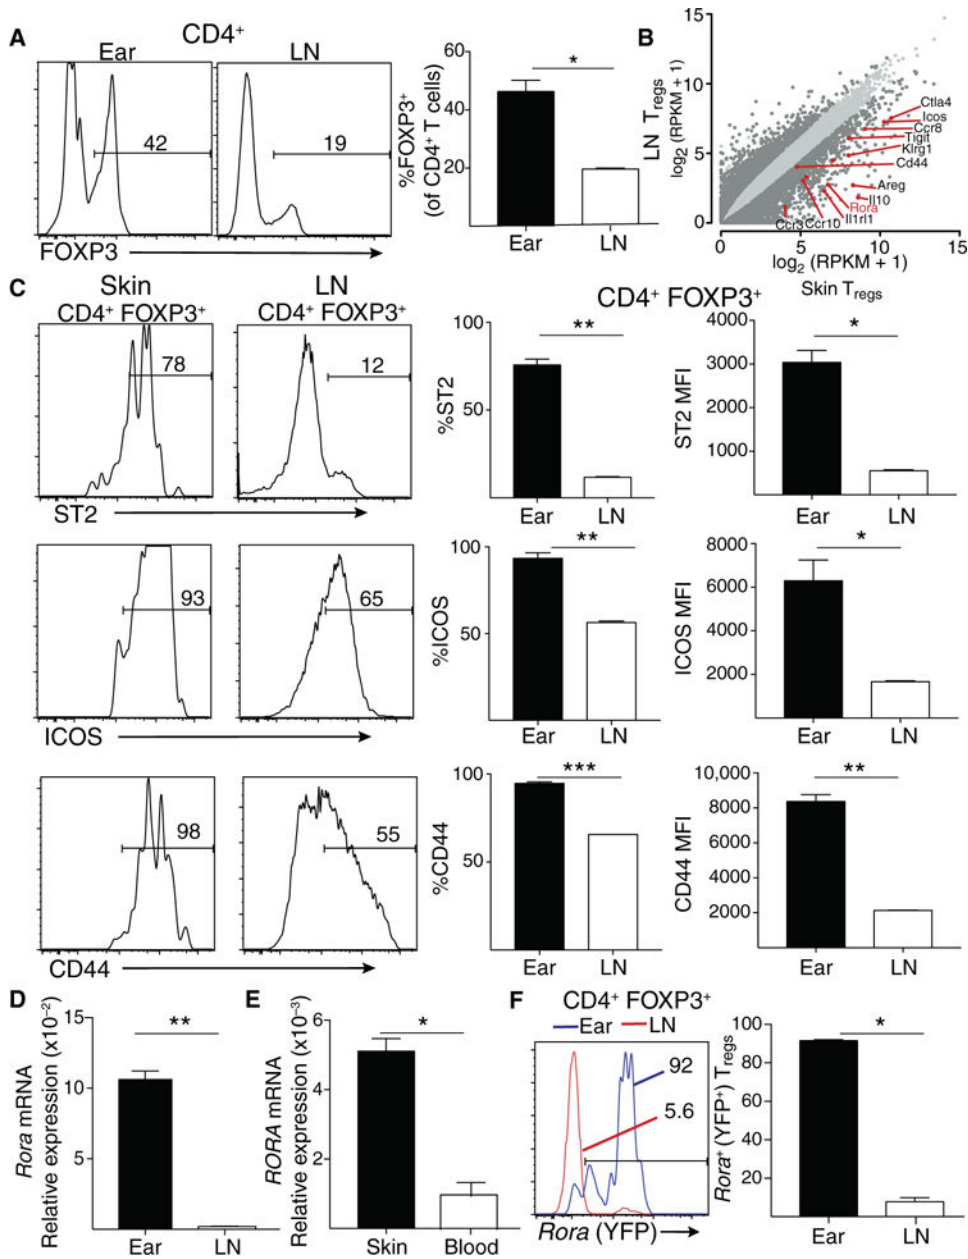 A
CD4+
Ear
LN
42
19
FOXP3
%FOXP3+
(of CD4+ T cells)
60
40
20
*
Ear
LN
B
LN Tregs
log2 (RPKM + 1)
15
10
5
0
Ctla4
Icos
Ccr8
Tigit
Klrg1
Cd44
Areg
Rora
Il10
Il1rl1
Ccr10
Ccr3
0
5
10
15
log2 (RPKM + 1)
Skin Tregs
C
Skin
LN
CD4+ FOXP3+
CD4+ FOXP3+
CD4+ FOXP3+
78
12
ST2
%ST2
100
50
**
Ear
LN
ST2 MFI
4000
3000
2000
1000
*
Ear
LN
93
65
ICOS
%ICOS
100
50
**
Ear
LN
ICOS MFI
8000
6000
4000
2000
*
Ear
LN
98
55
CD44
%CD44
100
50
***
Ear
LN
CD44 MFI
10,000
8000
6000
4000
2000
**
Ear
LN
D
Rora mRNA
Relative expression (x10−2)
15
10
5
**
Ear
LN
E
RORA mRNA
Relative expression (x10−3)
6
4
2
*
Skin
Blood
F
CD4+ FOXP3+
Ear
LN
92
5.6
Rora (YFP)
Rora+ (YFP+) Tregs
100
80
60
40
20
*
Ear
LN